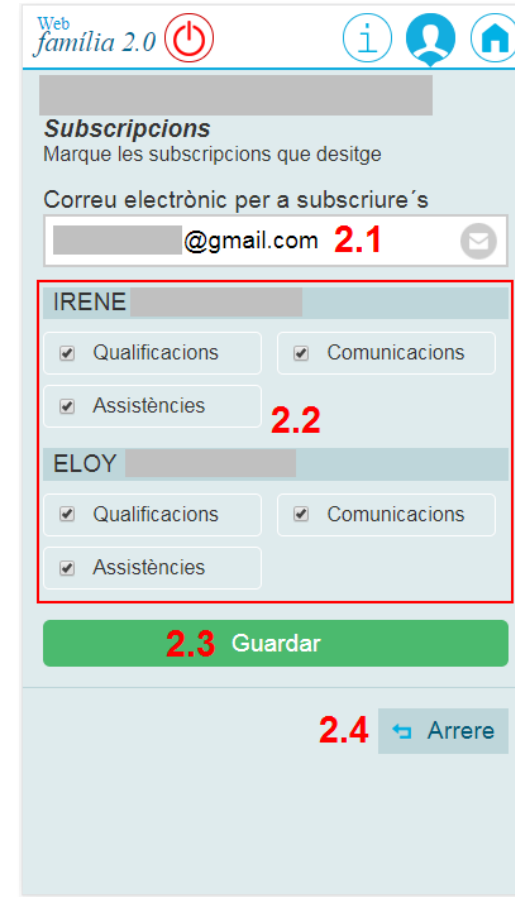 Web
família 2.0
i
Subscripcions
Marque les subscripcions que desitge
Correu electrònic per a subscriure´s
@gmail.com 2.1
IRENE
Qualificacions Comunicacions
Assistències
2.2
ELOY
Qualificacions Comunicacions
Assistències
2.3 Guardar
2.4 Arrere